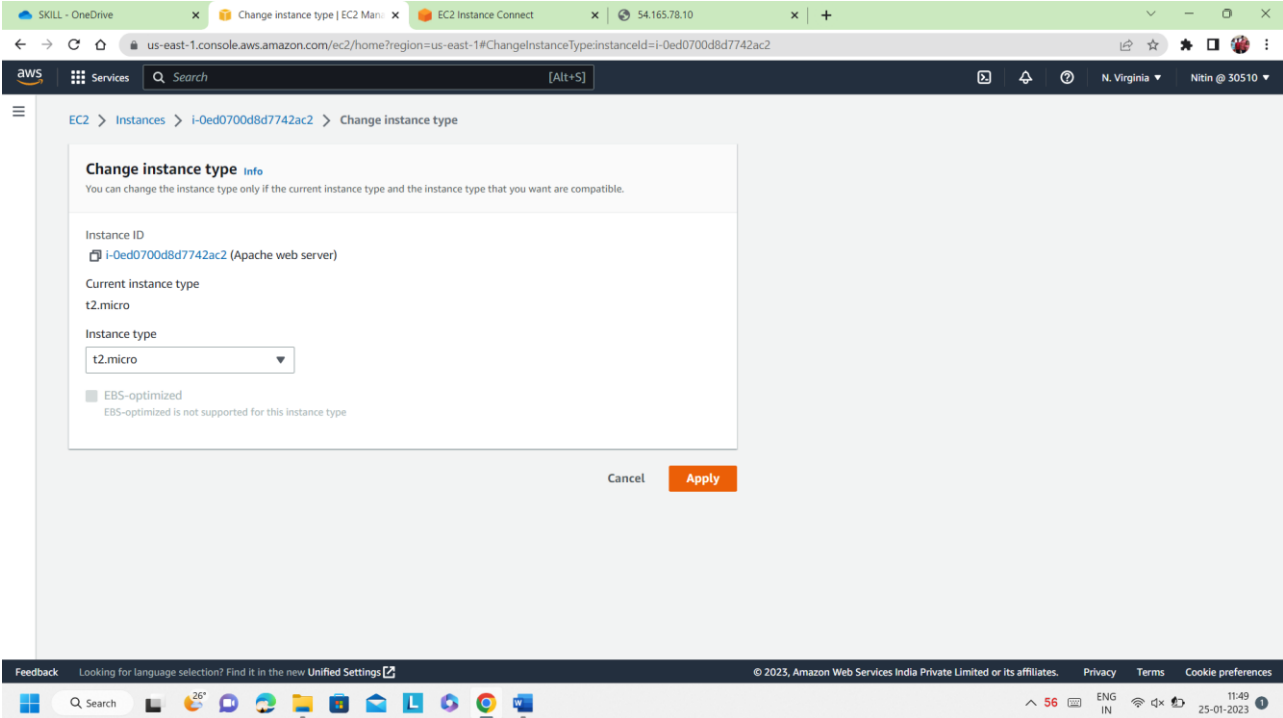 SKILL - OneDrive
Change instance type | EC2 Mana
EC2 Instance Connect
54.165.78.10
us-east-1.console.aws.amazon.com/ec2/home?region=us-east-1#ChangeInstanceType:instanceId=i-0ed0700d8d7742ac2
aws
Services
Search
[Alt+S]
N. Virginia
Nitin @ 30510
EC2 > Instances > i-0ed0700d8d7742ac2 > Change instance type
Change instance type Info
You can change the instance type only if the current instance type and the instance type that you want are compatible.
Instance ID
i-0ed0700d8d7742ac2 (Apache web server)
Current instance type
t2.micro
Instance type
t2.micro
EBS-optimized
EBS-optimized is not supported for this instance type
Cancel
Apply
Feedback
Looking for language selection? Find it in the new Unified Settings
© 2023, Amazon Web Services India Private Limited or its affiliates.
Privacy
Terms
Cookie preferences
Search
26°
L
W
56
ENG
IN
11:49
25-01-2023
1